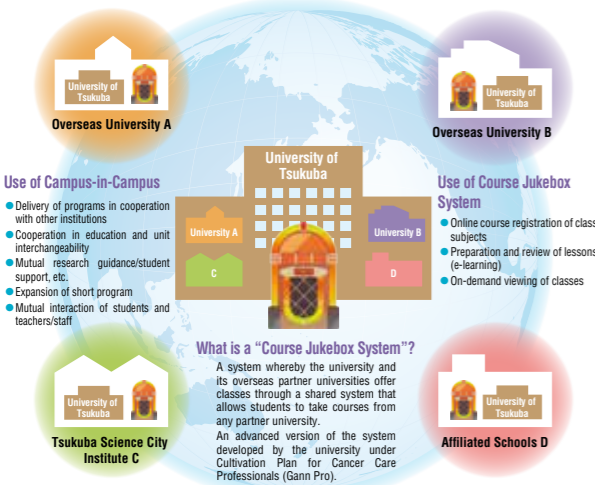 University of
Tsukuba
Overseas University A
University of
Tsukuba
Overseas University B
Use of Campus-in-Campus
Delivery of programs in cooperation
with other institutions
Cooperation in education and unit
interchangeability
Mutual research guidance/student
support, etc.
Expansion of short program
Mutual interaction of students and
teachers/staff
University of
Tsukuba
University A
University B
C
D
Use of Course Jukebox
System
Online course registration of class
subjects
Preparation and review of lessons
(e-learning)
On-demand viewing of classes
What is a “Course Jukebox System”?
A system whereby the university and
its overseas partner universities offer
classes through a shared system that
allows students to take courses from
any partner university.
An advanced version of the system
developed by the university under
Cultivation Plan for Cancer Care
Professionals (Gann Pro).
University of
Tsukuba
Tsukuba Science City
Institute C
University of
Tsukuba
Affiliated Schools D